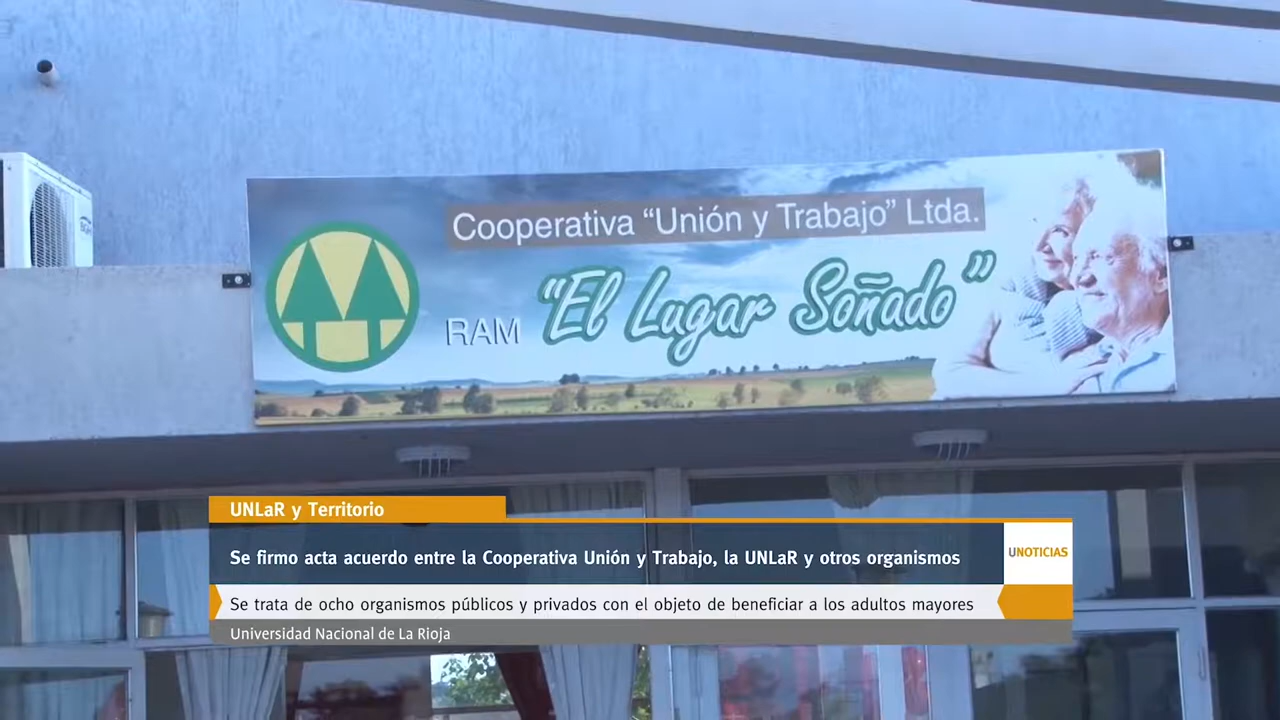 Cooperativa "Unión y Trabajo" Ltda.
RAM "El Lugar Soñado"
UNLaR y Territorio
Se firmo acta acuerdo entre la Cooperativa Unión y Trabajo, la UNLaR y otros organismos
UNOTICIAS
Se trata de ocho organismos públicos y privados con el objeto de beneficiar a los adultos mayores
Universidad Nacional de La Rioja